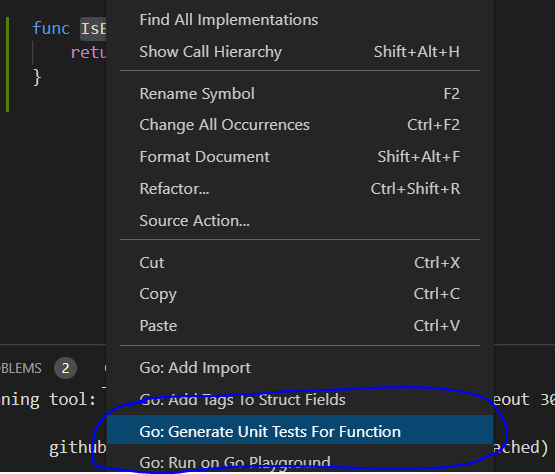 func IsE
Find All Implementations
retu
Show Call Hierarchy Shift+Alt+H
}
Rename Symbol F2
Change All Occurrences Ctrl+F2
Format Document Shift+Alt+F
Refactor... Ctrl+Shift+R
Source Action...
Cut Ctrl+X
Copy Ctrl+C
Paste Ctrl+V
Go: Add Import
OBLEMS 2
ning tool: Go: Add Tags To Struct Fields eout 30
Go: Generate Unit Tests For Function
github ached)
Go: Run on Go Playground